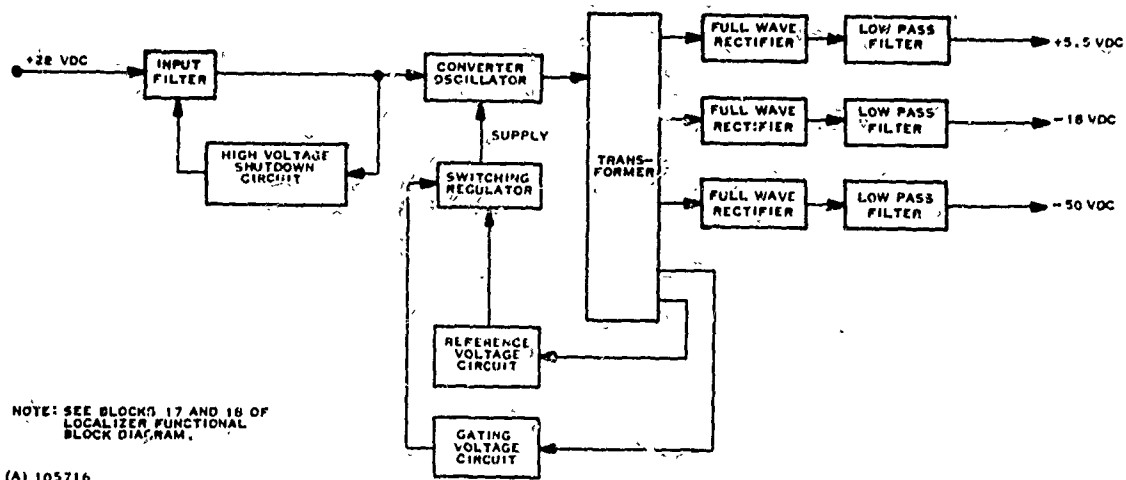 +28 VDC
INPUT
FILTER
HIGH VOLTAGE
SHUTDOWN
CIRCUIT
CONVERTER
OSCILLATOR
SUPPLY
SWITCHING
REGULATOR
REFERENCE
VOLTAGE
CIRCUIT
GATING
VOLTAGE
CIRCUIT
TRANS-
FORMER
FULL WAVE
RECTIFIER
LOW PASS
FILTER
+5.5 VDC
FULL WAVE
RECTIFIER
LOW PASS
FILTER
-18 VDC
FULL WAVE
RECTIFIER
LOW PASS
FILTER
-50 VDC
NOTE: SEE BLOCKS 17 AND 18 OF
LOCALIZER FUNCTIONAL
BLOCK DIAGRAM.
(A) 105716